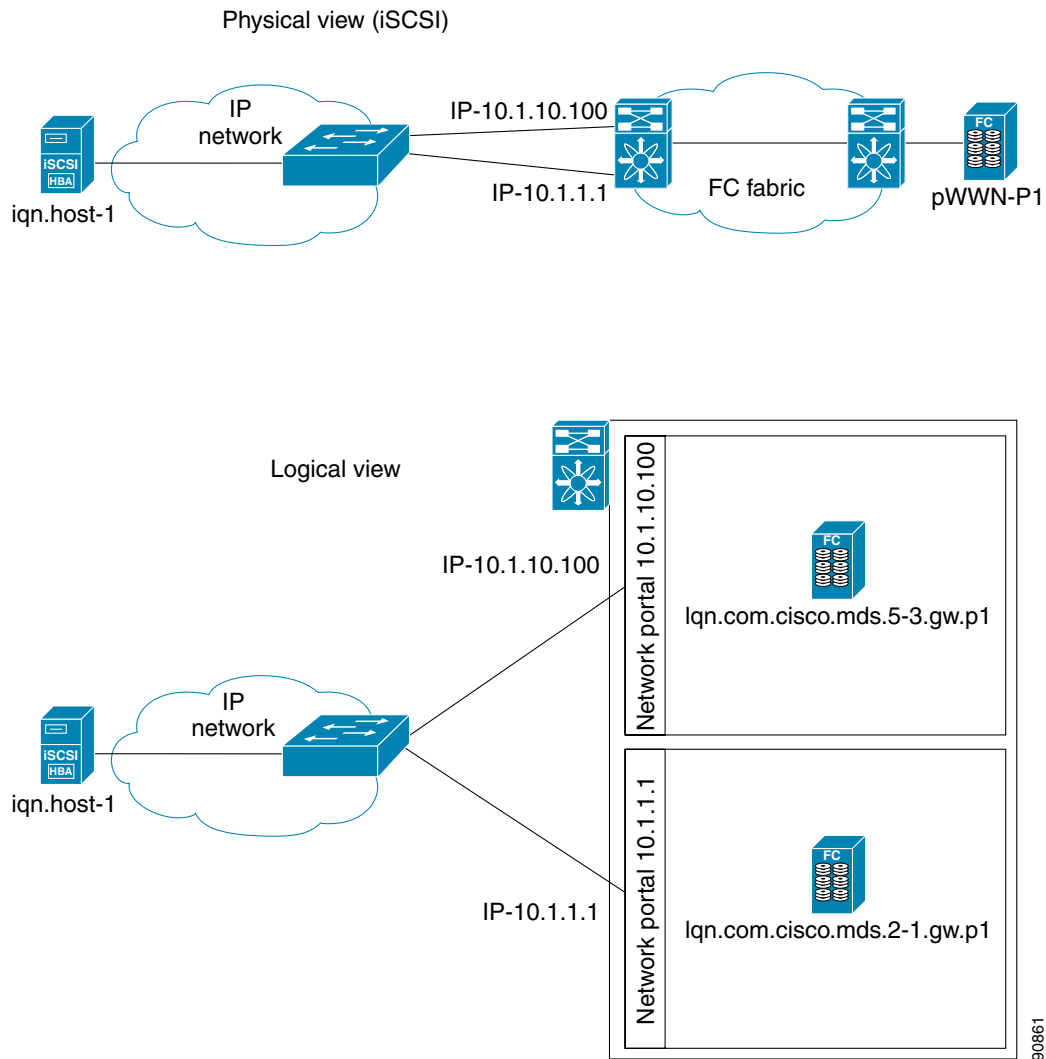 Physical view (iSCSI)
IP
network
IP-10.1.10.100
IP-10.1.1.1
iSCSI
HBA
iqn.host-1
FC fabric
FC
pWWN-P1
Logical view
IP-10.1.10.100
Network portal 10.1.10.100
FC
Iqn.com.cisco.mds.5-3.gw.p1
IP
network
iSCSI
HBA
iqn.host-1
IP-10.1.1.1
Network portal 10.1.1.1
FC
Iqn.com.cisco.mds.2-1.gw.p1
90861